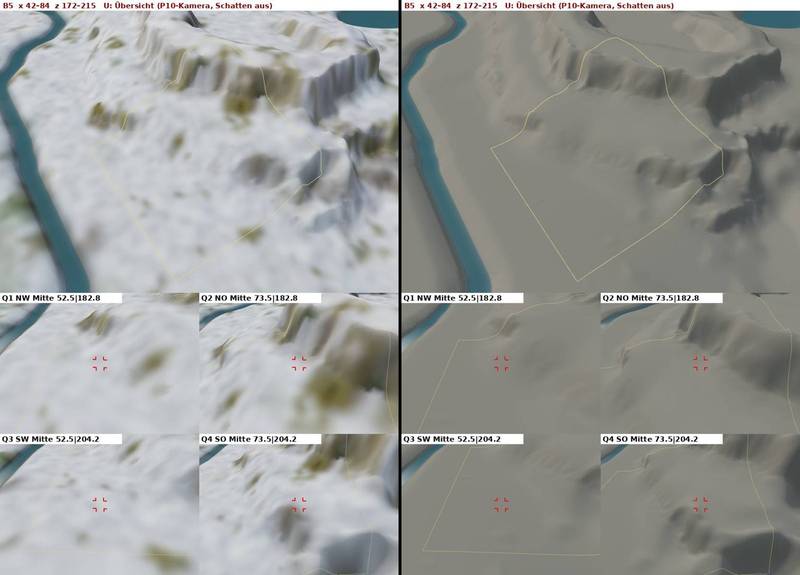 B5 x 42-84 z 172-215 U: Übersicht (P10-Kamera, Schatten aus)
B5 x 42-84 z 172-215 U: Übersicht (P10-Kamera, Schatten aus)
Q1 NW Mitte 52.5|182.8
Q2 NO Mitte 73.5|182.8
Q1 NW Mitte 52.5|182.8
Q2 NO Mitte 73.5|182.8
Q3 SW Mitte 52.5|204.2
Q4 SO Mitte 73.5|204.2
Q3 SW Mitte 52.5|204.2
Q4 SO Mitte 73.5|204.2